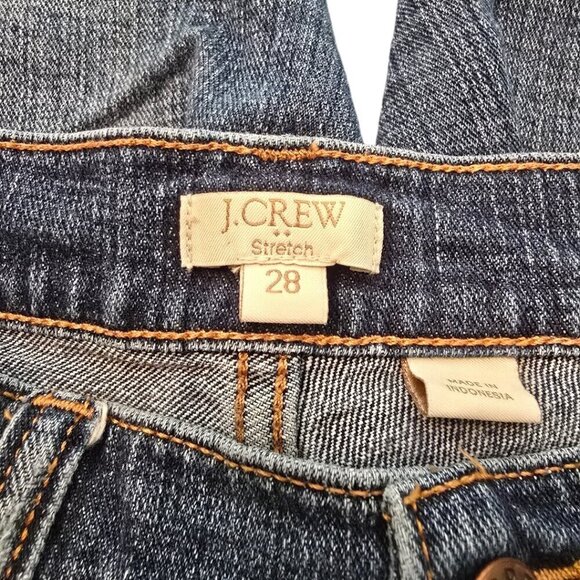 J.CREW
Stretch
28
MADE IN
INDONESIA